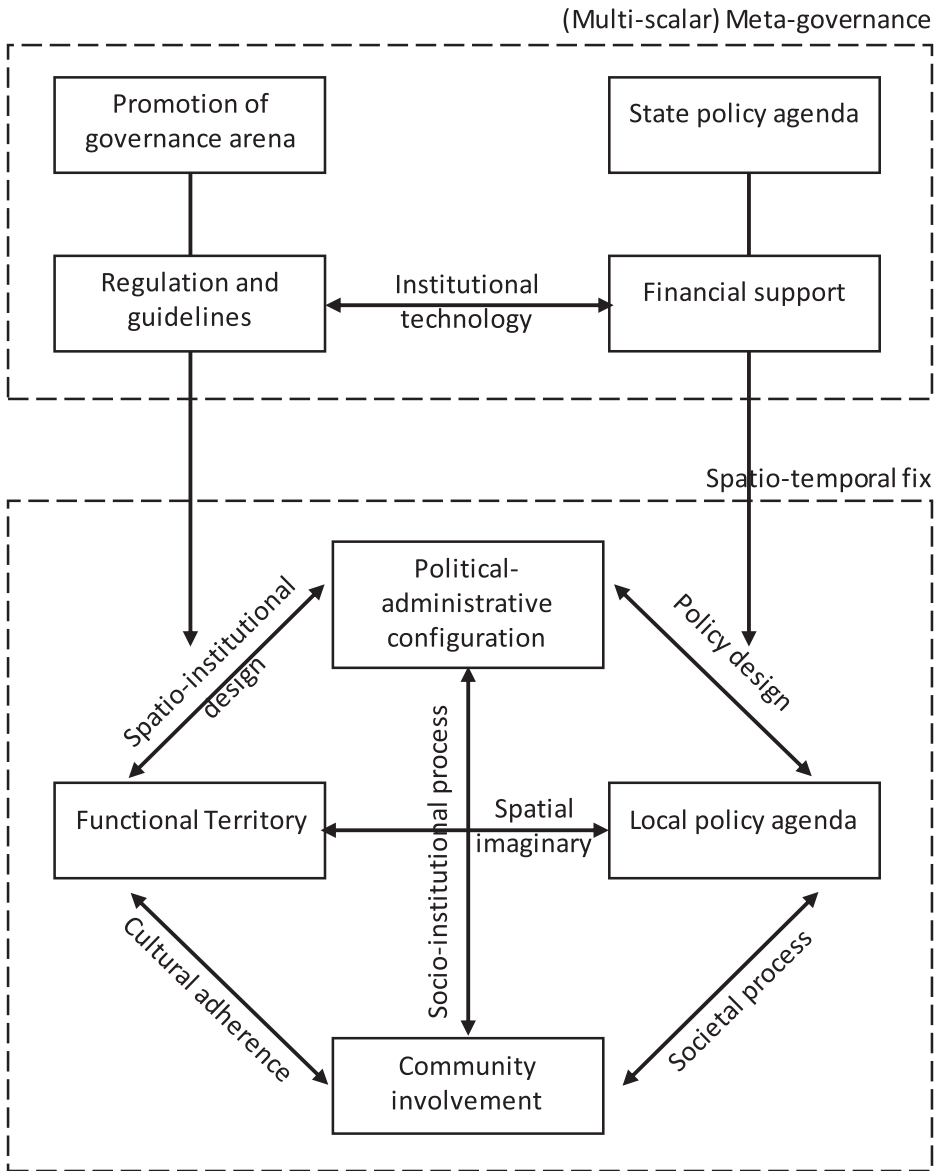 (Multi-scalar) Meta-governance
Promotion of
governance arena
State policy agenda
Regulation and
guidelines
Institutional
technology
Financial support
Spatio-temporal fix
Political-
administrative
configuration
Spatio-institutional
design
Policy design
Socio-institutional process
Functional Territory
Spatial
imaginary
Local policy agenda
Cultural adherence
Societal process
Community
involvement